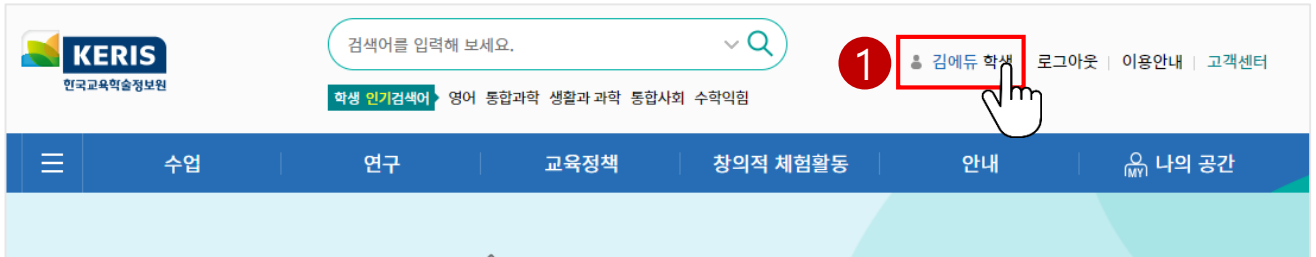 KERIS
한국교육학술정보원
검색어를 입력해 보세요.
학생 인기검색어 영어 통합과학 생활과 과학 통합사회 수학익힘
1
김에듀 학생 로그아웃 이용안내 고객센터
수업 연구 교육정책 창의적 체험활동 안내 MY 나의 공간